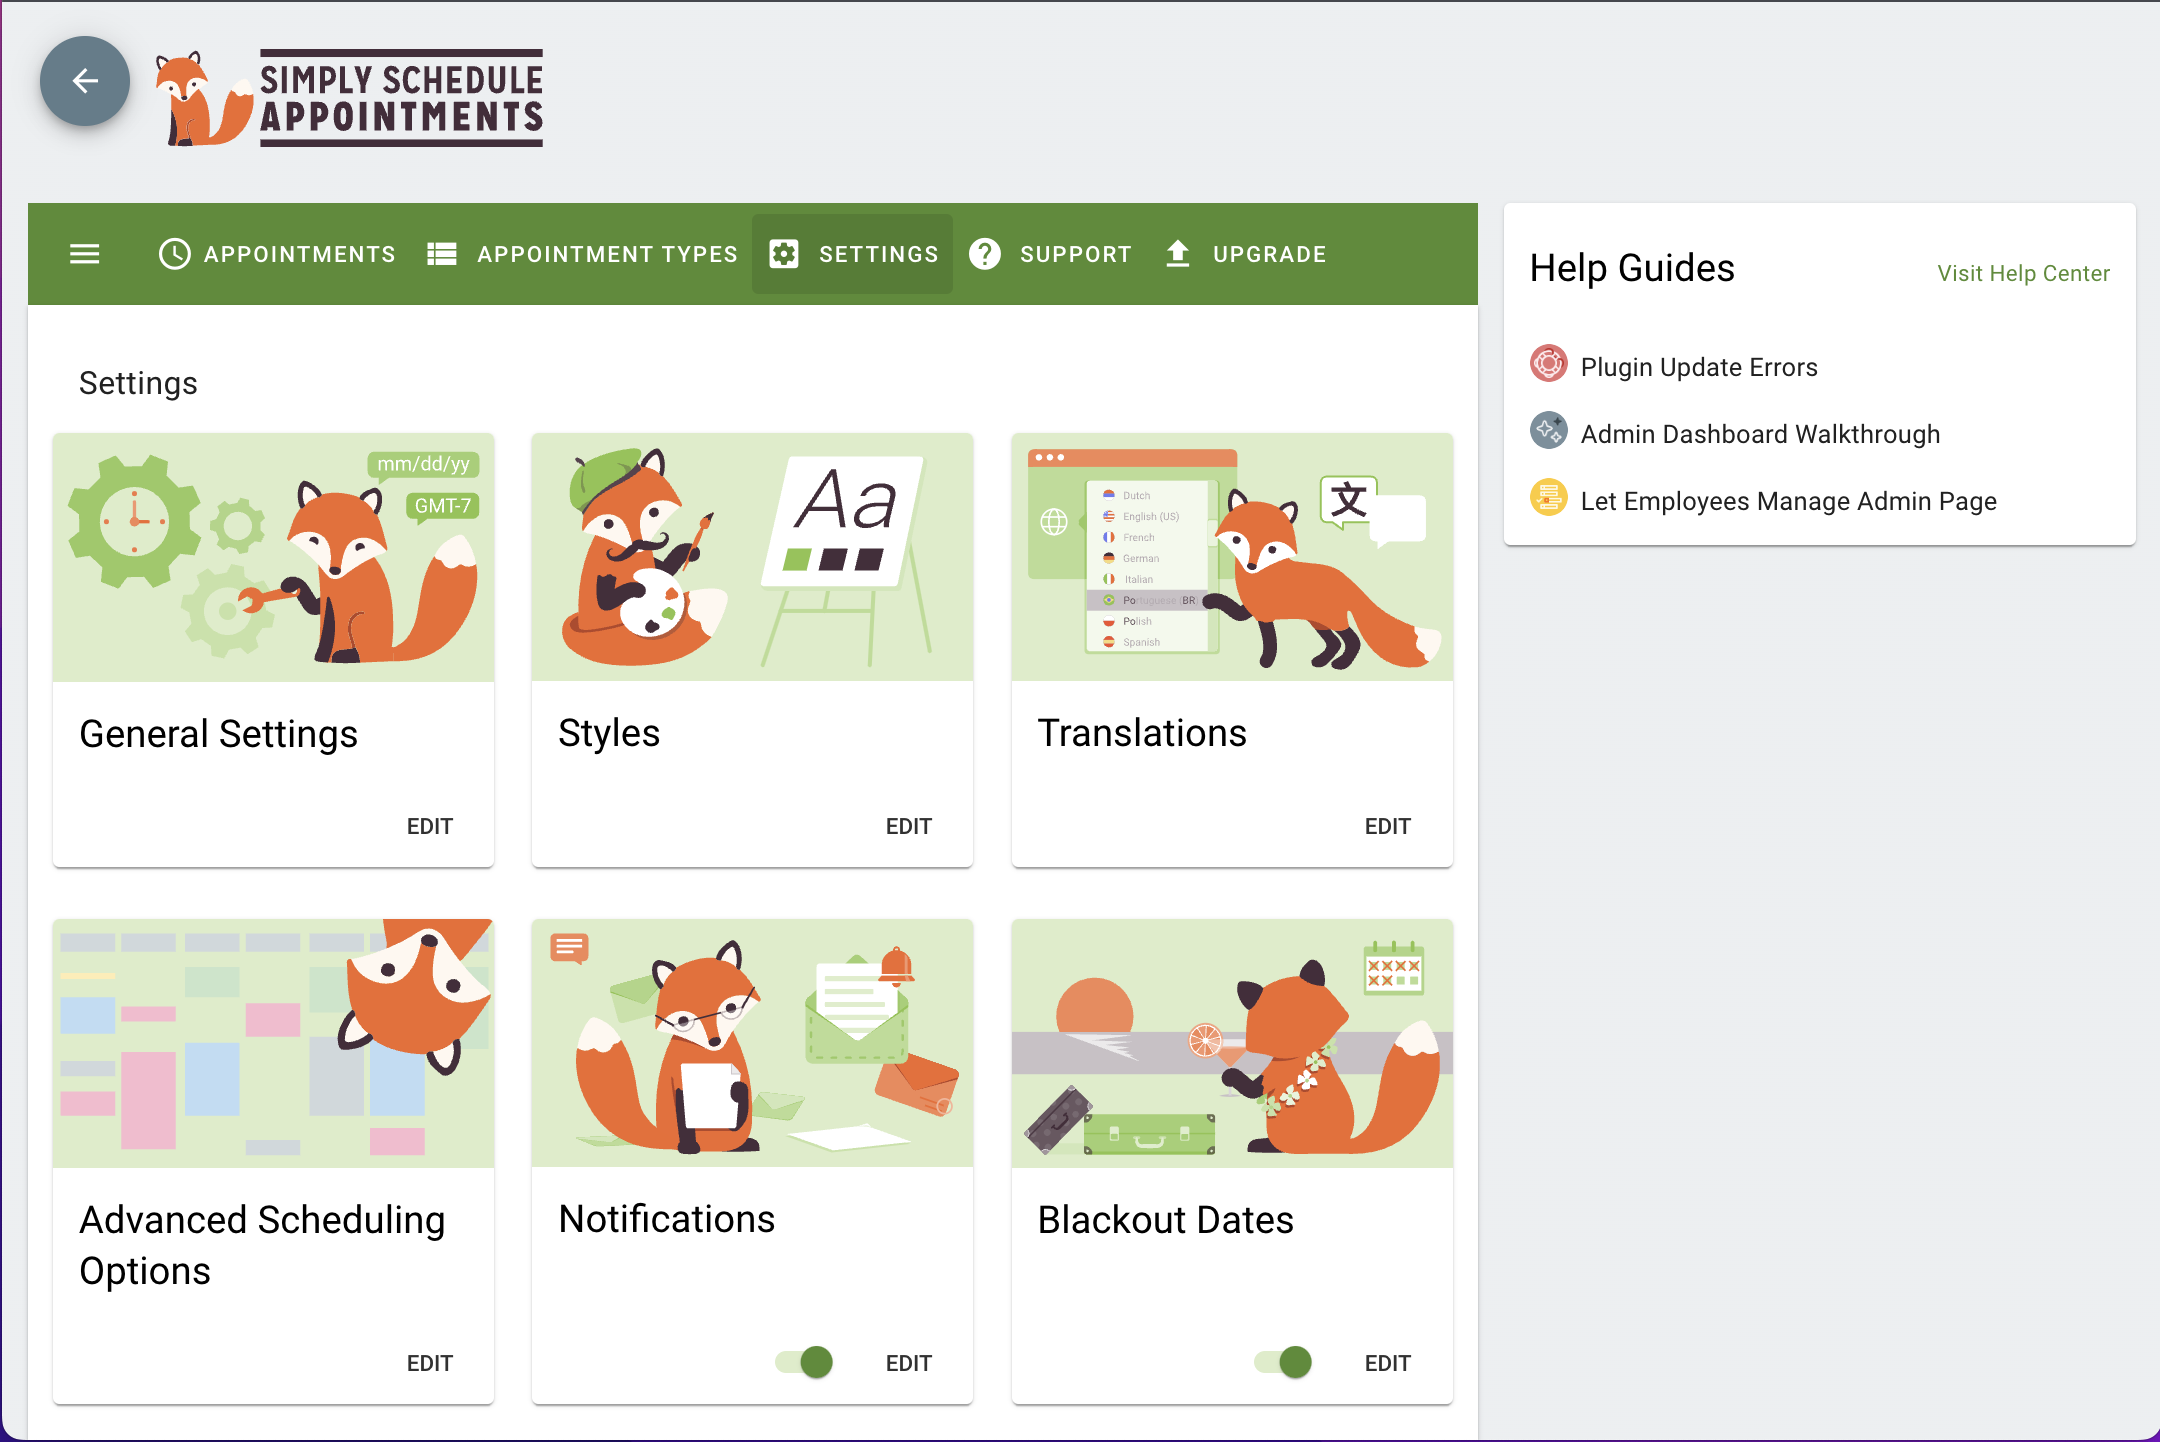 SIMPLY SCHEDULE
APPOINTMENTS
APPOINTMENTS
APPOINTMENT TYPES
SETTINGS
SUPPORT
UPGRADE
Settings
mm/dd/yy
GMT-7
General Settings
EDIT
Aa
Styles
EDIT
Dutch
English (US)
French
German
Italian
Portuguese (BR)
Polish
Spanish
文
Translations
EDIT
Advanced Scheduling
Options
EDIT
Notifications
EDIT
Blackout Dates
EDIT
Help Guides
Visit Help Center
Plugin Update Errors
Admin Dashboard Walkthrough
Let Employees Manage Admin Page